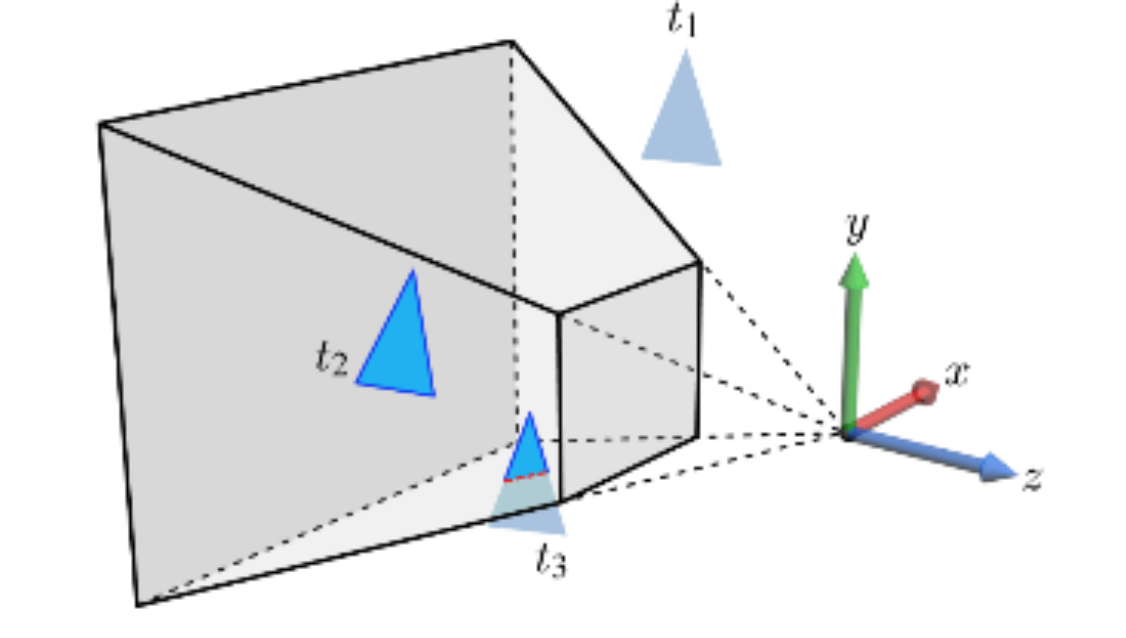 t₁
y
t₂
x
z
t₃